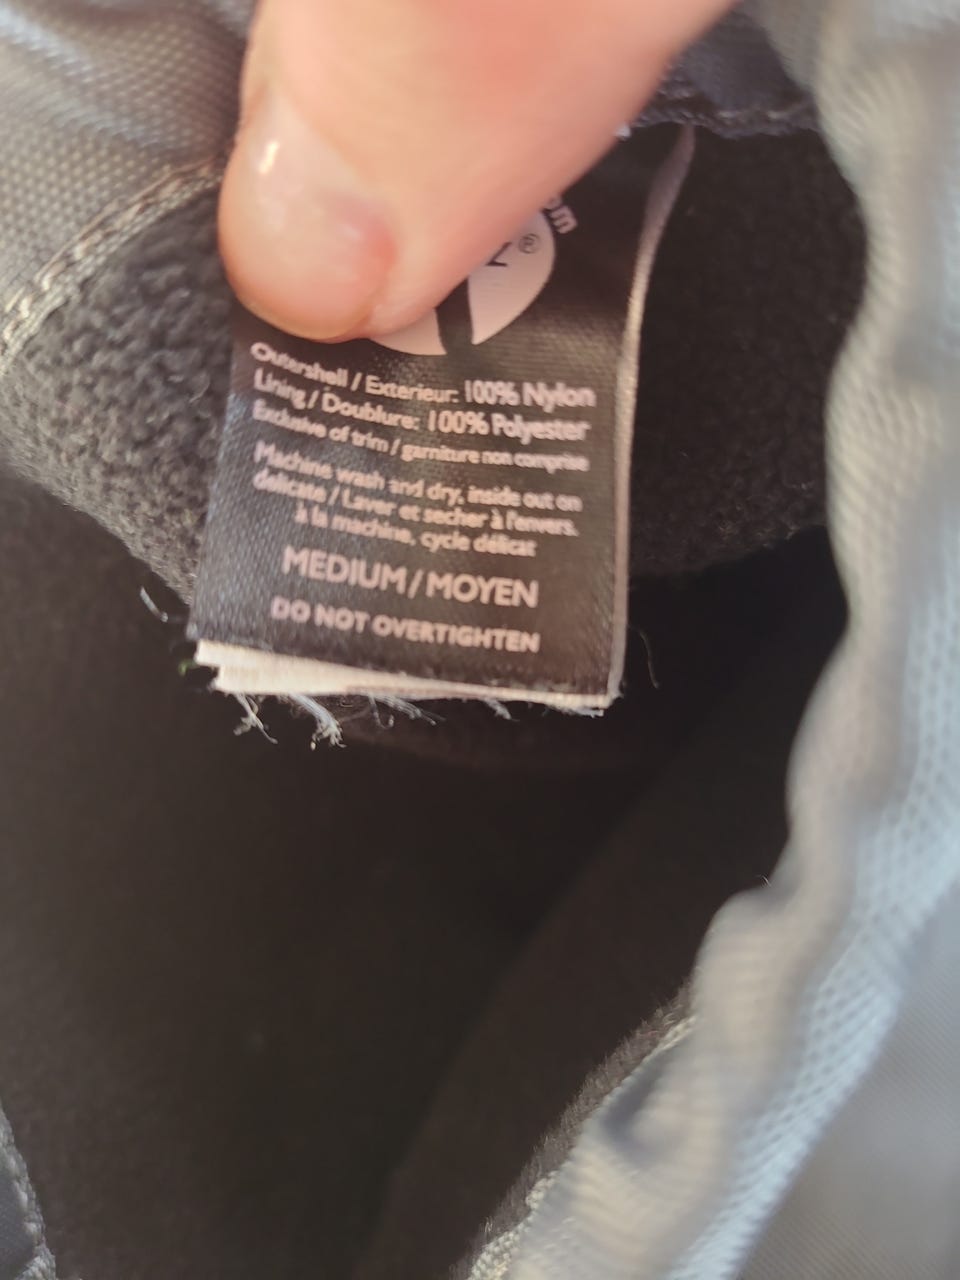 Y®
Outershell / Exterieur: 100% Nylon
Lining / Doublure: 100% Polyester
Exclusive of trim / garniture non comprise
Machine wash and dry, inside out on
delicate / Laver et secher à l'envers.
à la machine, cycle délicat
MEDIUM / MOYEN
DO NOT OVERTIGHTEN